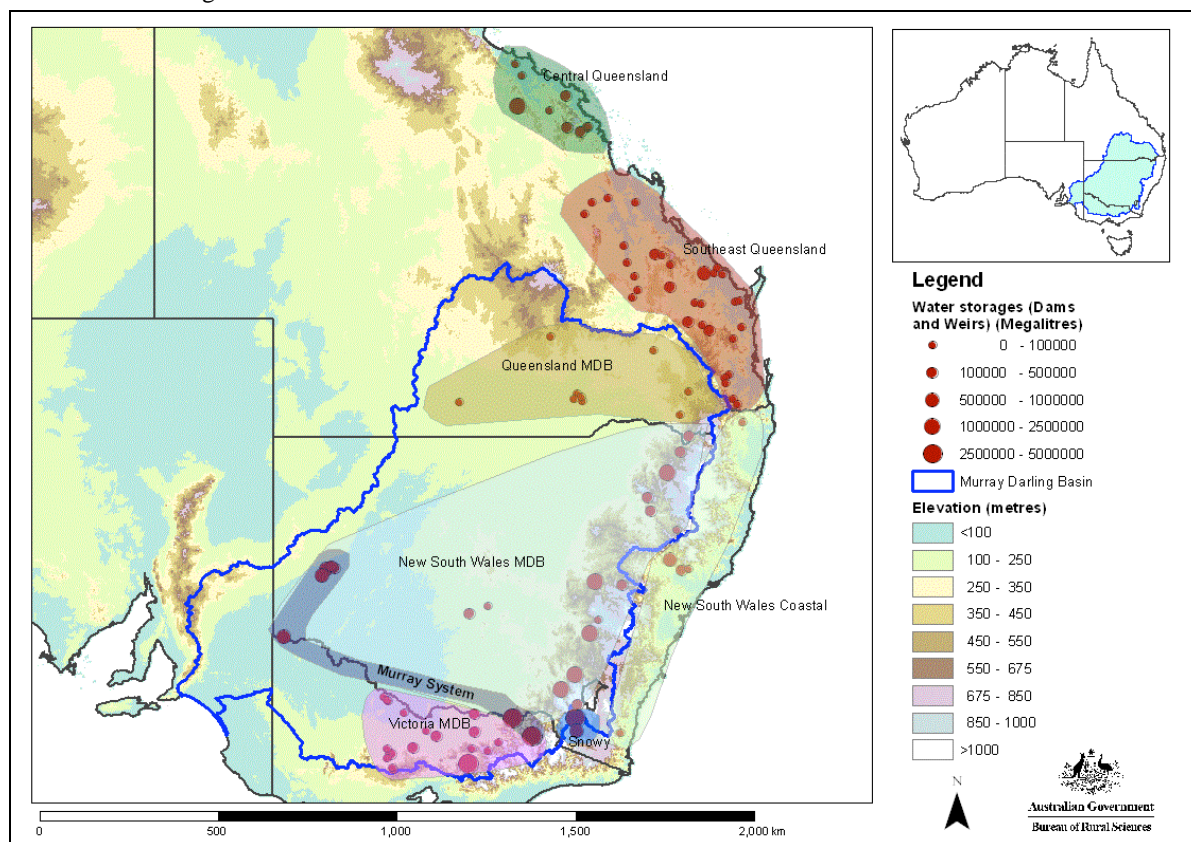 Central Queensland
Southeast Queensland
Queensland MDB
New South Wales MDB
New South Wales Coastal
Murray System
Victoria MDB
Snowy
0 500 1,000 1,500 2,000 km
Legend
Water storages (Dams
and Weirs) (Megalitres)
0 - 100000
100000 - 500000
500000 - 1000000
1000000 - 2500000
2500000 - 5000000
Murray Darling Basin
Elevation (metres)
<100
100 - 250
250 - 350
350 - 450
450 - 550
550 - 675
675 - 850
850 - 1000
>1000
N
Australian Government
Bureau of Rural Sciences